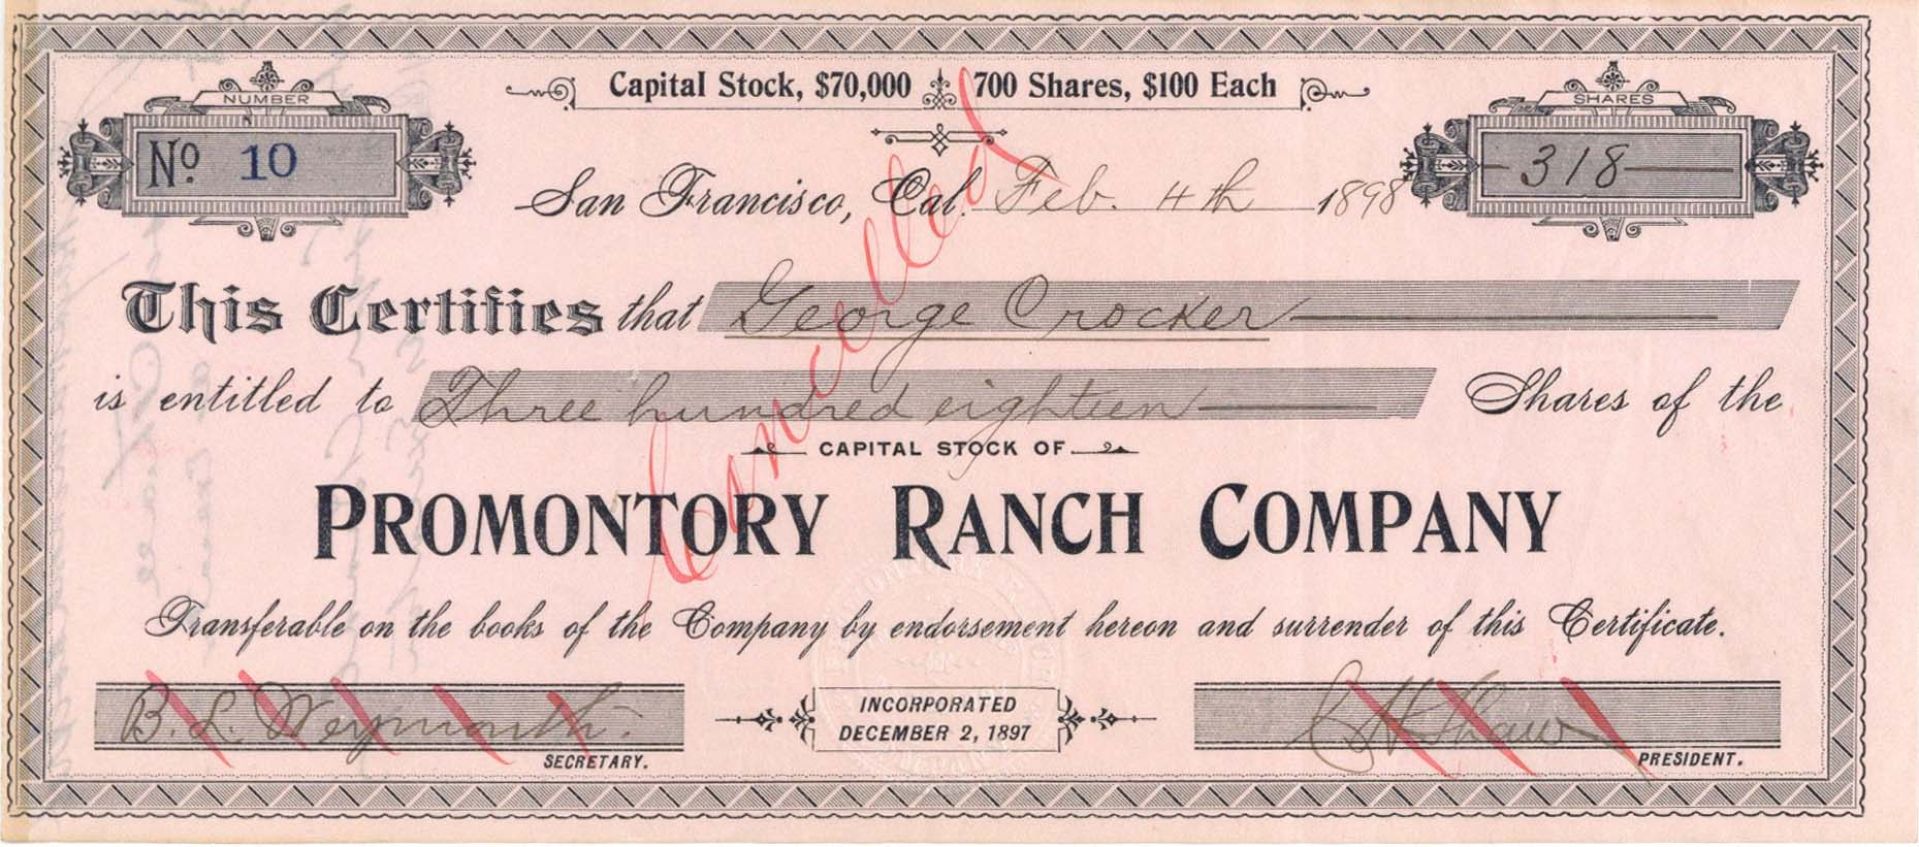 Capital Stock, $70,000 700 Shares, $100 Each
NUMBER
No 10
SHARES
318
San Francisco, Cal. Feb. 4th 1898
This Certifies that George Crocker
is entitled to Three hundred eighteen Shares of the
CAPITAL STOCK OF
PROMONTORY RANCH COMPANY
Cancelled
Transferable on the books of the Company by endorsement hereon and surrender of this Certificate.
B. L. Weymouth.
SECRETARY.
INCORPORATED
DECEMBER 2, 1897
C H Shaw
PRESIDENT.